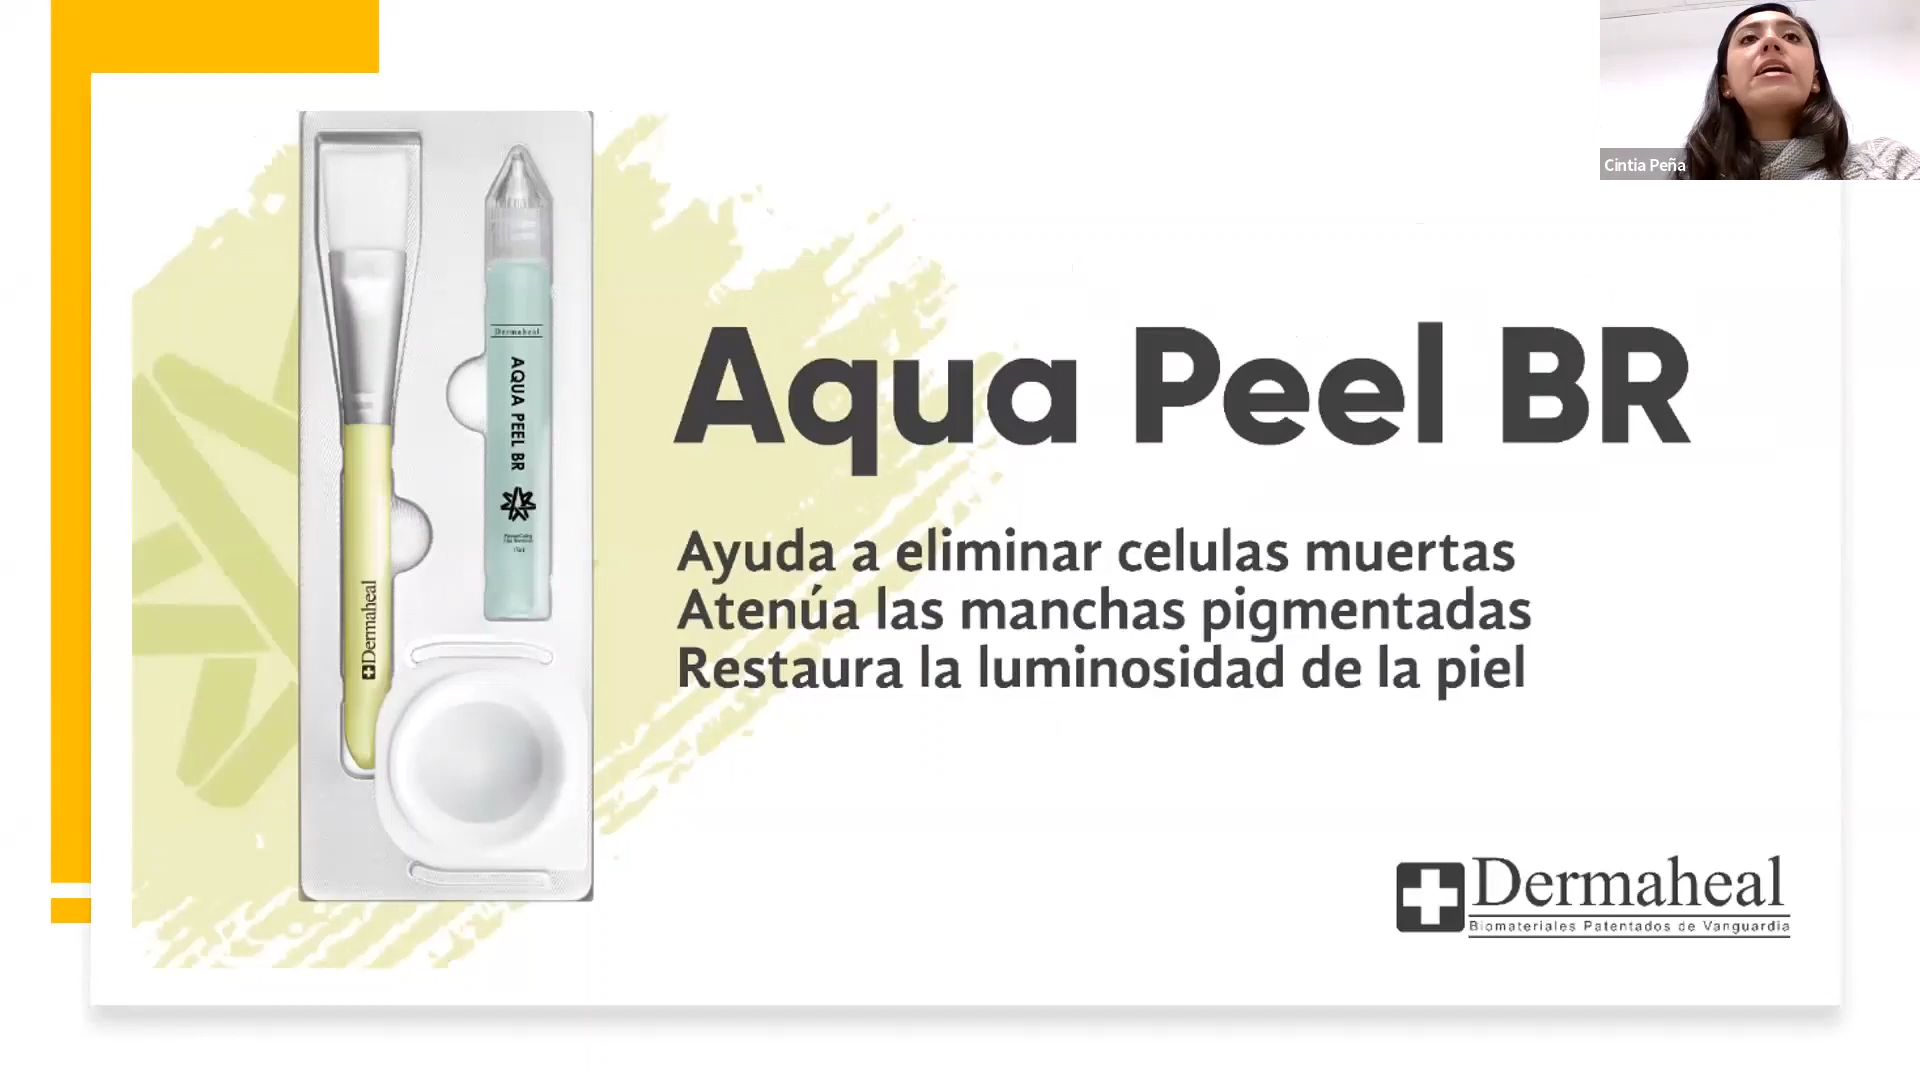 Cintia Peña
Dermaheal
AQUA PEEL BR
Dermaheal
Aqua Peel BR
Ayuda a eliminar celulas muertas
Atenúa las manchas pigmentadas
Restaura la luminosidad de la piel
Dermaheal
Biomateriales Patentados de Vanguardia